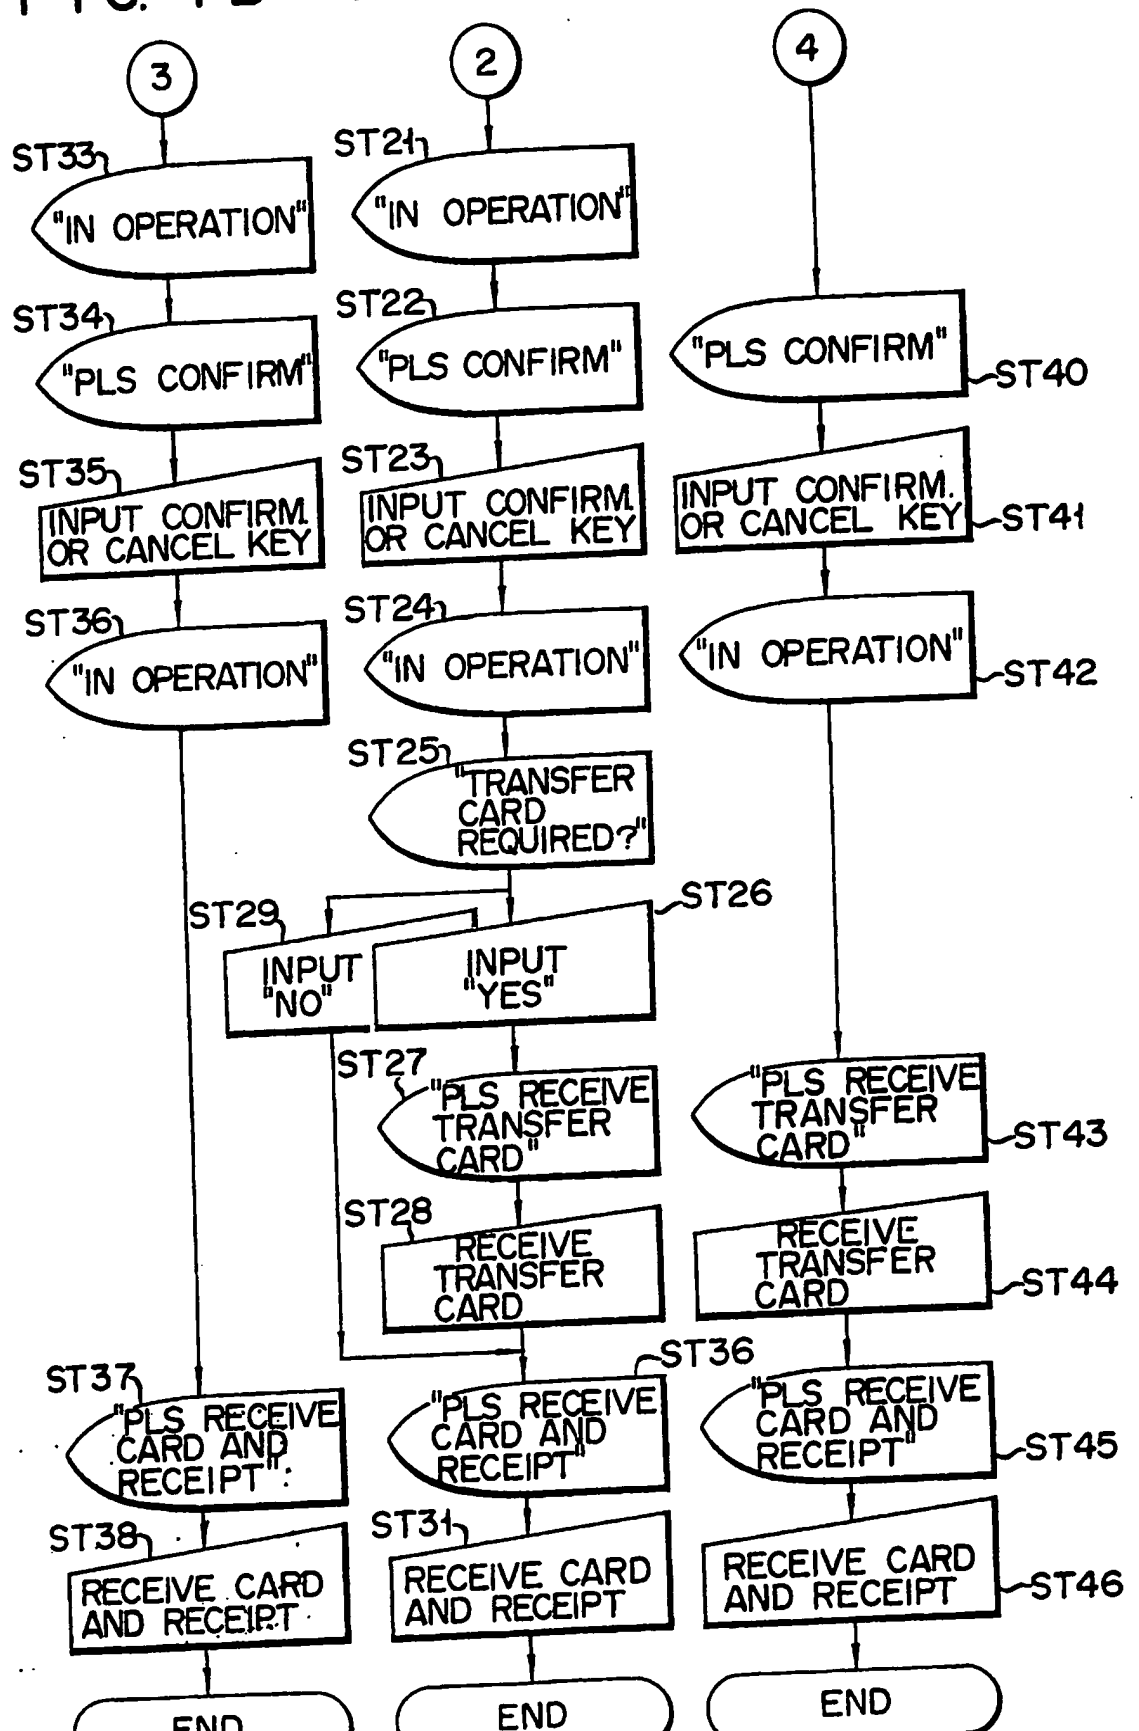 3
ST33
"IN OPERATION"
ST34
"PLS CONFIRM"
ST35
INPUT CONFIRM.
OR CANCEL KEY
ST36
"IN OPERATION"
ST37
"PLS RECEIVE
CARD AND
RECEIPT"
ST38
RECEIVE CARD
AND RECEIPT
END
2
ST21
"IN OPERATION"
ST22
"PLS CONFIRM"
ST23
INPUT CONFIRM.
OR CANCEL KEY
ST24
"IN OPERATION"
ST25
"TRANSFER
CARD
REQUIRED?"
ST29
INPUT
"NO"
ST26
INPUT
"YES"
ST27
"PLS RECEIVE
TRANSFER
CARD"
ST28
RECEIVE
TRANSFER
CARD
ST36
"PLS RECEIVE
CARD AND
RECEIPT"
ST31
RECEIVE CARD
AND RECEIPT
END
4
"PLS CONFIRM"
ST40
INPUT CONFIRM.
OR CANCEL KEY
ST41
"IN OPERATION"
ST42
"PLS RECEIVE
TRANSFER
CARD"
ST43
RECEIVE
TRANSFER
CARD
ST44
"PLS RECEIVE
CARD AND
RECEIPT"
ST45
RECEIVE CARD
AND RECEIPT
ST46
END